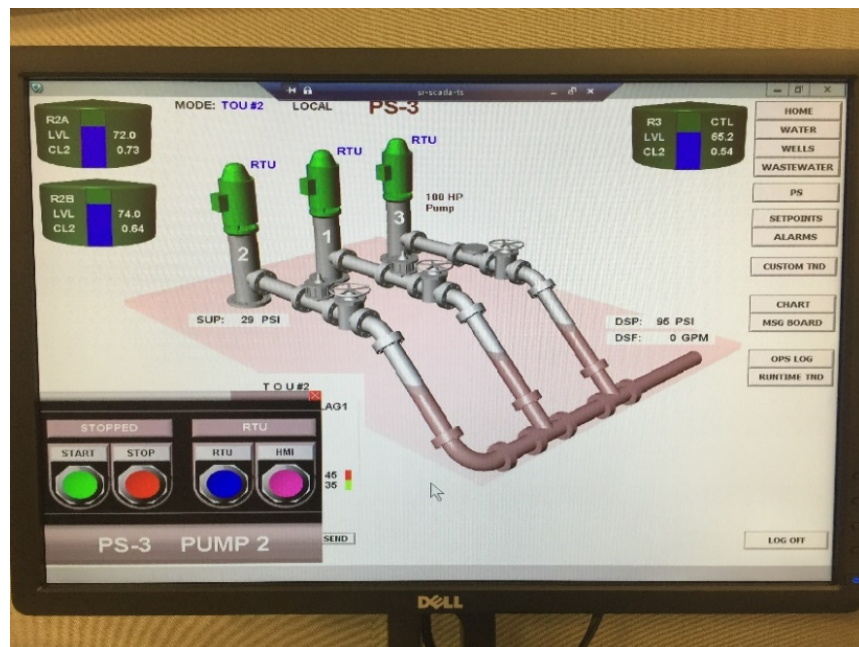 sr-scada-ts
MODE: TOU #2 LOCAL PS-3
R2A
LVL 72.0
CL2 0.73
R2B
LVL 74.0
CL2 0.64
RTU
RTU
RTU
2
1
3
100 HP
Pump
R3 CTL
LVL 65.2
CL2 0.54
HOME
WATER
WELLS
WASTEWATER
PS
SETPOINTS
ALARMS
CUSTOM TND
CHART
MSG BOARD
OPS LOG
RUNTIME TND
LOG OFF
SUP: 29 PSI
DSP: 95 PSI
DSF: 0 GPM
TOU #2
LAG1
45
35
SEND
STOPPED RTU
START STOP RTU HMI
PS-3 PUMP 2
DELL